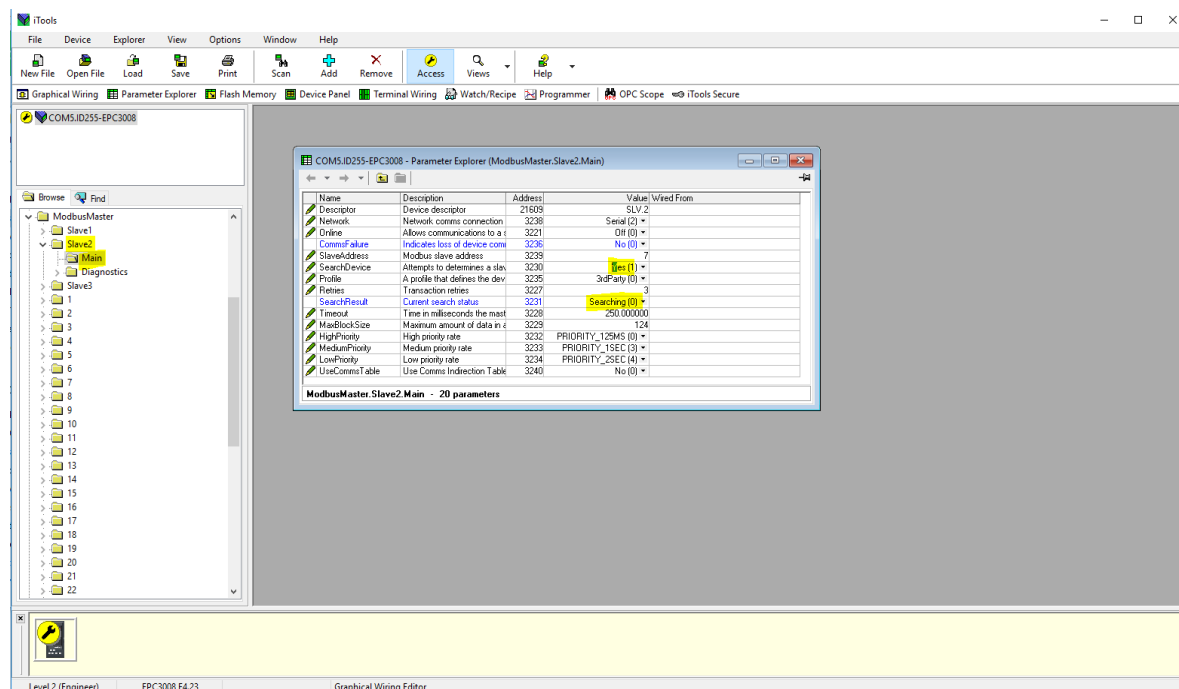 iTools
File Device Explorer View Options Window Help
New File Open File Load Save Print Scan Add Remove Access Views Help
Graphical Wiring Parameter Explorer Flash Memory Device Panel Terminal Wiring Watch/Recipe Programmer OPC Scope iTools Secure
COM5.ID255-EPC3008
Browse Find
ModbusMaster
Slave1
Slave2
Main
Diagnostics
Slave3
1
2
3
4
5
6
7
8
9
10
11
12
13
14
15
16
17
18
19
20
21
22
COM5.ID255-EPC3008 - Parameter Explorer (ModbusMaster.Slave2.Main)
Name Description Address Value Wired From
Descriptor Device descriptor 21609 SLV.2
Network Network comms connection 3238 Serial (2)
Online Allows communications to a s 3221 Off (0)
CommsFailure Indicates loss of device comm 3236 No (0)
SlaveAddress Modbus slave address 3239 7
SearchDevice Attempts to determines a slav 3230 Yes (1)
Profile A profile that defines the dev 3235 3rdParty (0)
Retries Transaction retries 3227 3
SearchResult Current search status 3231 Searching (0)
Timeout Time in milliseconds the mast 3228 250.000000
MaxBlockSize Maximum amount of data in a 3229 124
HighPriority High priority rate 3232 PRIORITY_125MS (0)
MediumPriority Medium priority rate 3233 PRIORITY_1SEC (3)
LowPriority Low priority rate 3234 PRIORITY_2SEC (4)
UseCommsTable Use Comms Indirection Table 3240 No (0)
ModbusMaster.Slave2.Main - 20 parameters
Level 2 (Engineer) EPC3008 E4.23 Graphical Wiring Editor